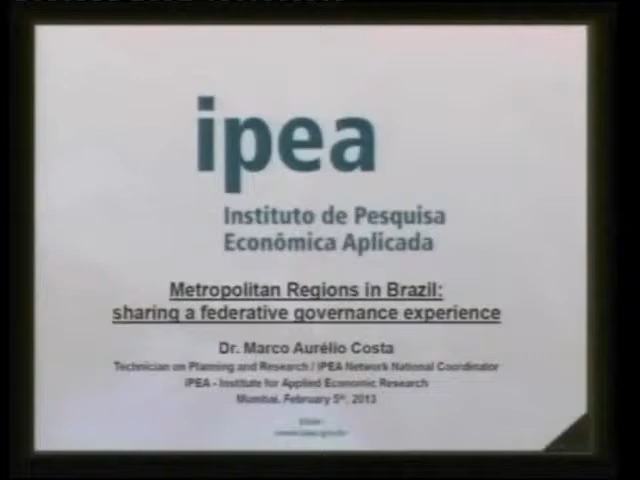 ipea
Instituto de Pesquisa
Econômica Aplicada
Metropolitan Regions in Brazil:
sharing a federative governance experience
Dr. Marco Aurélio Costa
Technician on Planning and Research / IPEA Network National Coordinator
IPEA - Institute for Applied Economic Research
Mumbai, February 5th, 2013